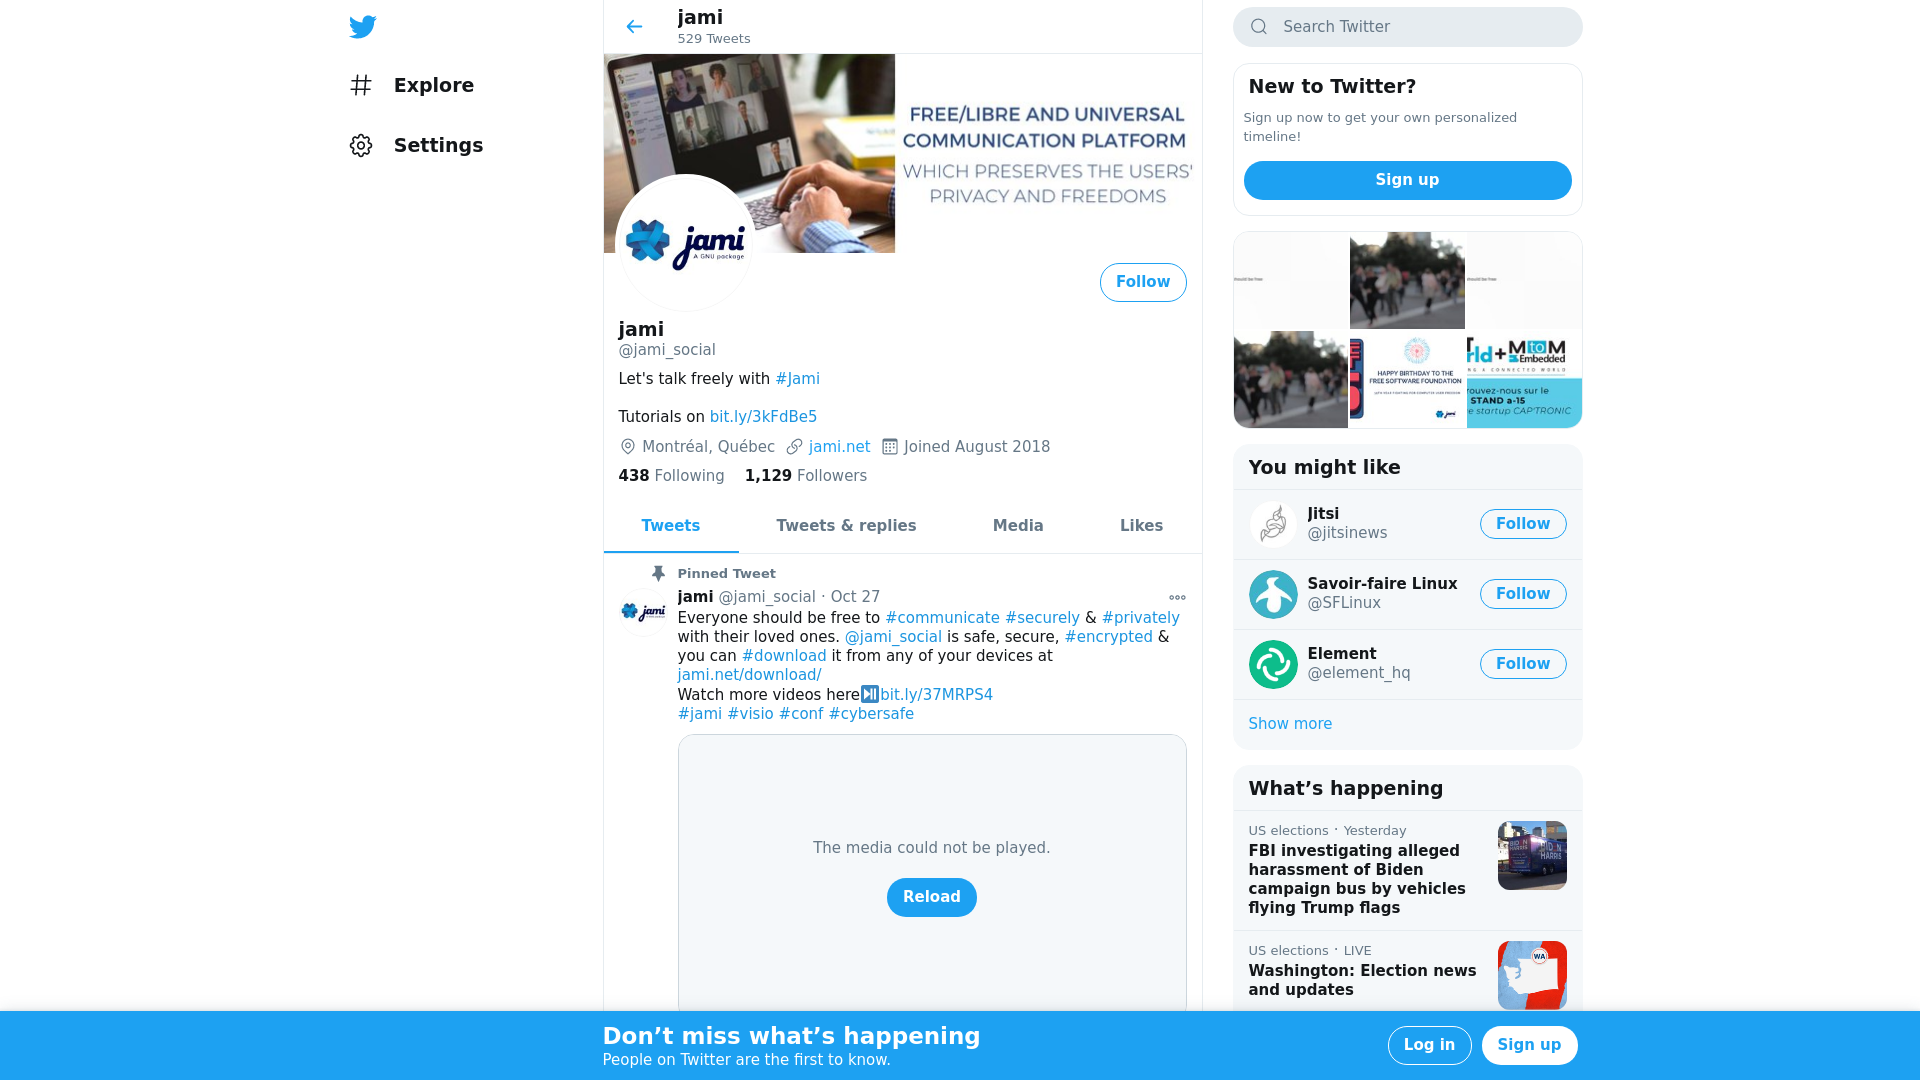 Explore
Settings
jami
529 Tweets
FREE/LIBRE AND UNIVERSAL
COMMUNICATION PLATFORM
WHICH PRESERVES THE USERS'
PRIVACY AND FREEDOMS
jami
A GNU package
Follow
jami
@jami_social
Let's talk freely with #Jami
Tutorials on bit.ly/3kFdBe5
Montréal, Québec jami.net Joined August 2018
438 Following 1,129 Followers
Tweets Tweets & replies Media Likes
Pinned Tweet
jami @jami_social · Oct 27
jami
Everyone should be free to #communicate #securely & #privately
with their loved ones. @jami_social is safe, secure, #encrypted &
you can #download it from any of your devices at
jami.net/download/
Watch more videos here⏯bit.ly/37MRPS4
#jami #visio #conf #cybersafe
The media could not be played.
Reload
Search Twitter
New to Twitter?
Sign up now to get your own personalized
timeline!
Sign up
HAPPY BIRTHDAY TO THE
FREE SOFTWARE FOUNDATION
jami
rld+MtoM
Embedded
NG A CONNECTED WORLD
rouvez-nous sur le
STAND a-15
e startup CAP'TRONIC
You might like
Jitsi
@jitsinews
Follow
Savoir-faire Linux
@SFLinux
Follow
Element
@element_hq
Follow
Show more
What's happening
US elections · Yesterday
FBI investigating alleged
harassment of Biden
campaign bus by vehicles
flying Trump flags
US elections · LIVE
Washington: Election news
and updates
WA
Don't miss what's happening
People on Twitter are the first to know.
Log in
Sign up